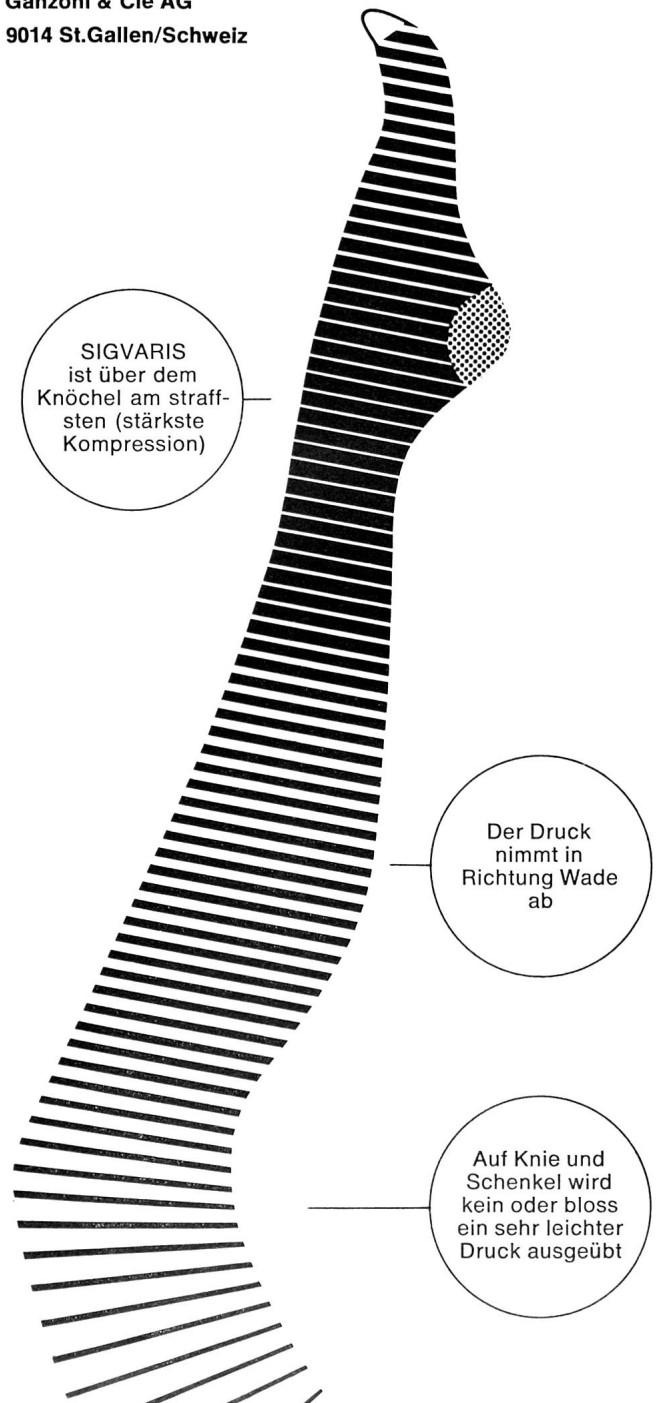 Ganzoni & Cie AG
9014 St.Gallen/Schweiz
SIGVARIS
ist über dem
Knöchel am straff-
sten (stärkste
Kompression)
Der Druck
nimmt in
Richtung Wade
ab
Auf Knie und
Schenkel wird
kein oder bloss
ein sehr leichter
Druck ausgeübt